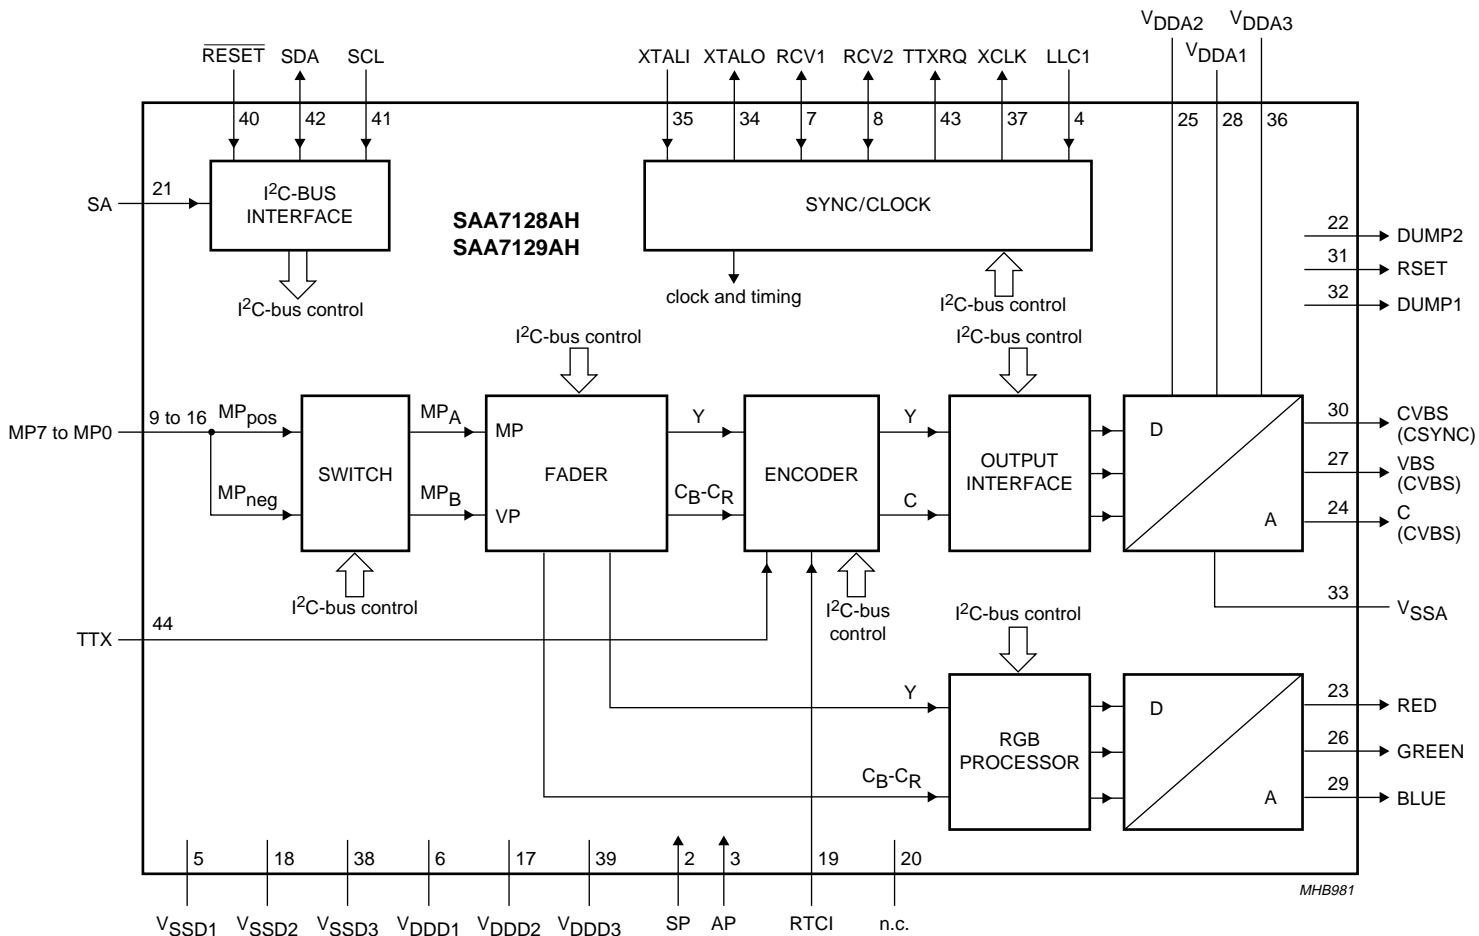 VDDA2 VDDA3
VDDA1
RESET SDA SCL XTALI XTALO RCV1 RCV2 TTXRQ XCLK LLC1
40 42 41 35 34 7 8 43 37 4 25 28 36
SA 21
I2C-BUS
INTERFACE
SAA7128AH
SAA7129AH
SYNC/CLOCK
22 DUMP2
31 RSET
32 DUMP1
I2C-bus control
clock and timing
I2C-bus control
I2C-bus control
I2C-bus control
MP7 to MP0 9 to 16
MPpos
MPneg
SWITCH
MPA
MPB
MP
FADER
VP
Y
CB-CR
ENCODER
Y
C
OUTPUT
INTERFACE
D
A
30 CVBS
(CSYNC)
27 VBS
(CVBS)
24 C
(CVBS)
I2C-bus control
I2C-bus
control
I2C-bus control
33 VSSA
TTX 44
Y
CB-CR
RGB
PROCESSOR
D
A
23 RED
26 GREEN
29 BLUE
5 18 38 6 17 39 2 3 19 20
VSSD1 VSSD2 VSSD3 VDDD1 VDDD2 VDDD3 SP AP RTCI n.c.
MHB981